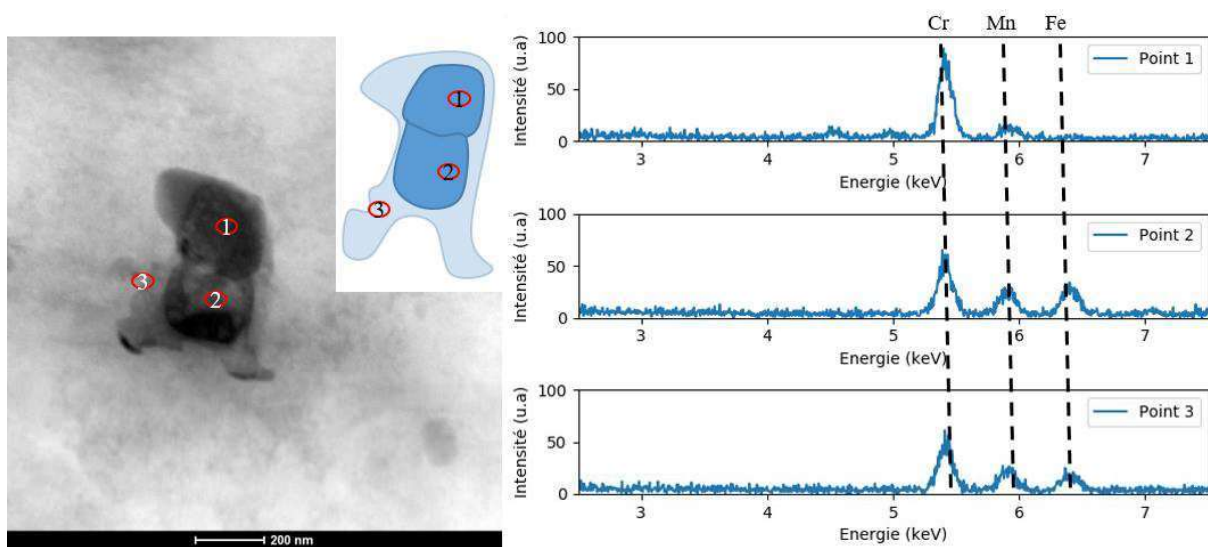 1
2
3
200 nm
1
2
3
Cr Mn Fe
Intensité (u.a)
100
50
0
Point 1
3 4 5 6 7
Energie (keV)
Intensité (u.a)
100
50
0
Point 2
3 4 5 6 7
Energie (keV)
Intensité (u.a)
100
50
0
Point 3
3 4 5 6 7
Energie (keV)